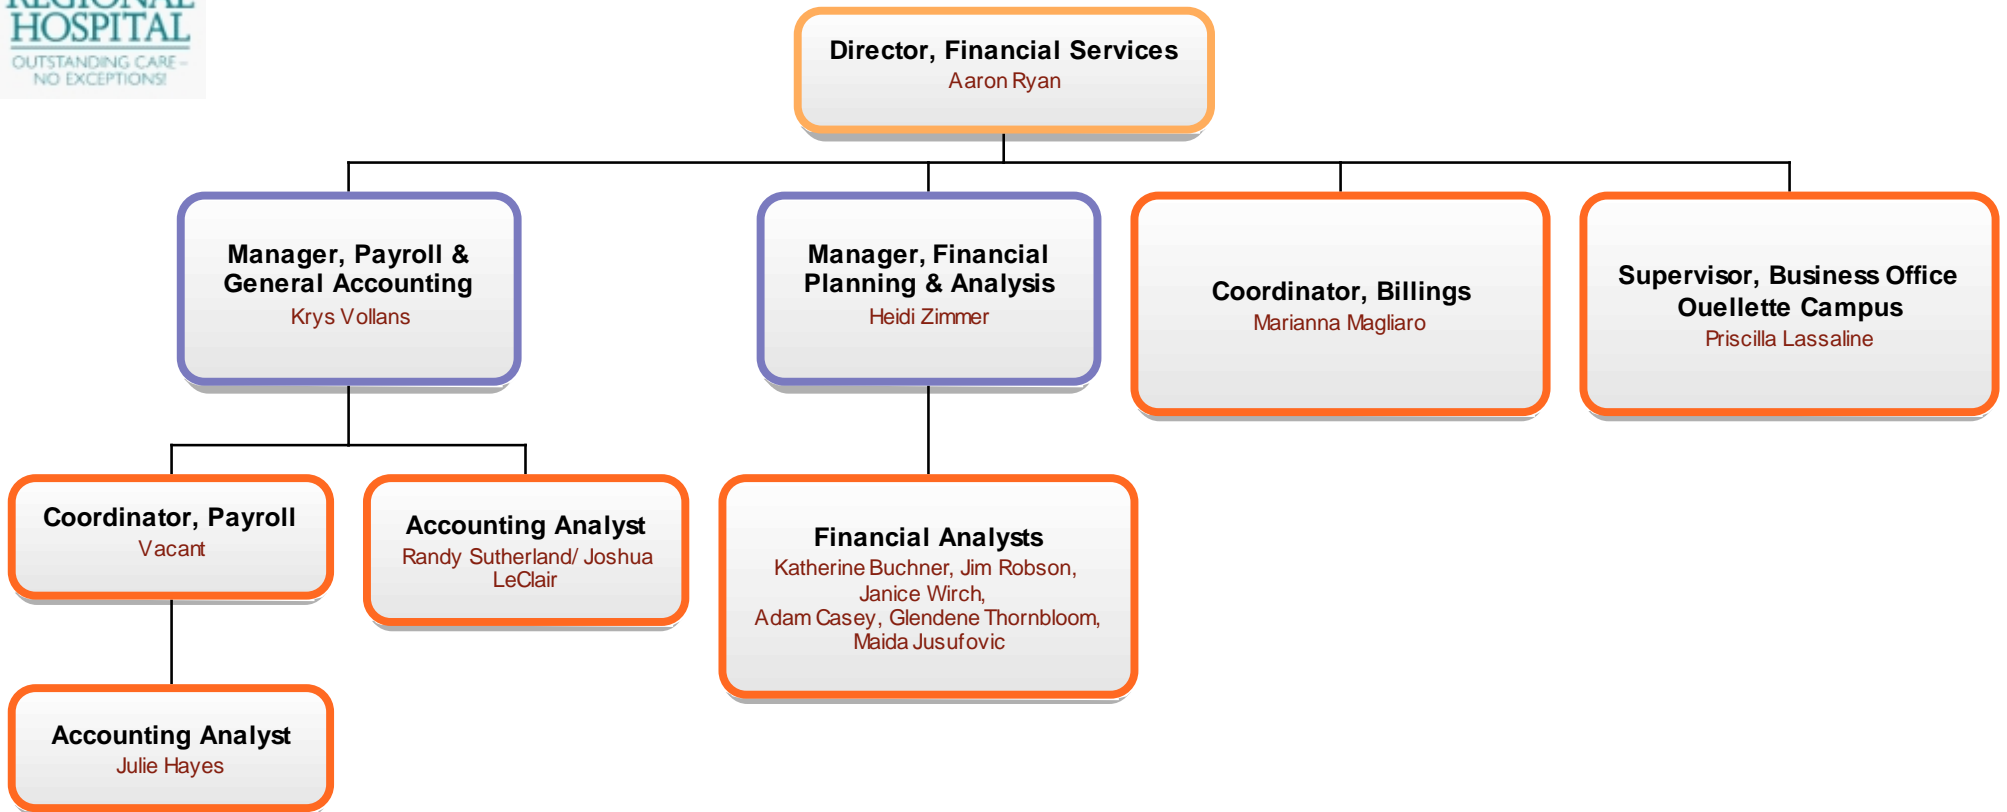 REGIONAL
HOSPITAL
OUTSTANDING CARE –
NO EXCEPTIONS!
Director, Financial Services
Aaron Ryan
Manager, Payroll &
General Accounting
Krys Vollans
Manager, Financial
Planning & Analysis
Heidi Zimmer
Coordinator, Billings
Marianna Magliaro
Supervisor, Business Office
Ouellette Campus
Priscilla Lassaline
Coordinator, Payroll
Vacant
Accounting Analyst
Randy Sutherland/ Joshua
LeClair
Financial Analysts
Katherine Buchner, Jim Robson,
Janice Wirch,
Adam Casey, Glendene Thornbloom,
Maida Jusufovic
Accounting Analyst
Julie Hayes